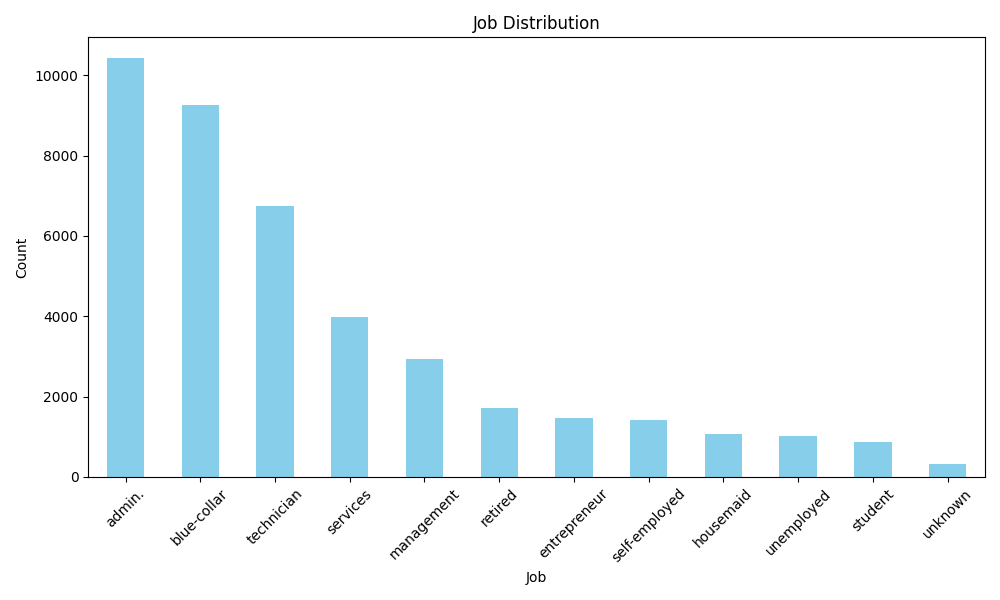 Job Distribution
Count
10000
8000
6000
4000
2000
0
admin.
blue-collar
technician
services
management
retired
entrepreneur
self-employed
housemaid
unemployed
student
unknown
Job